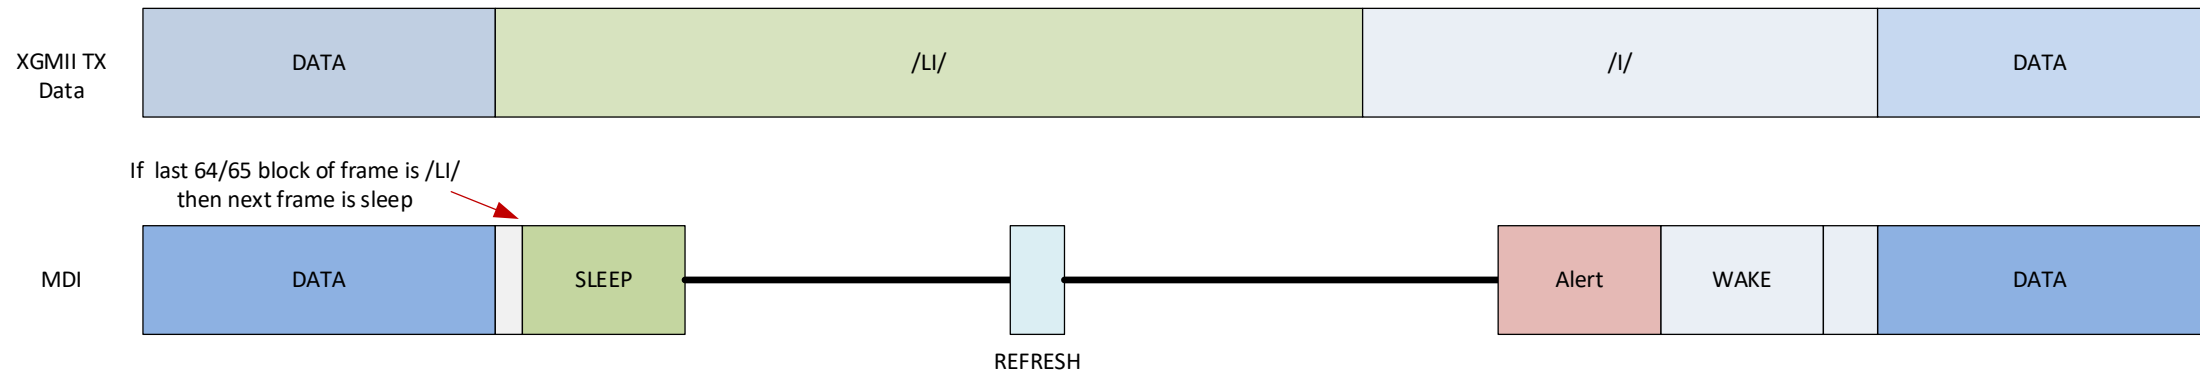 XGMII TX
Data
DATA
/LI/
/I/
DATA
If  last 64/65 block of frame is /LI/
then next frame is sleep
MDI
DATA
SLEEP
Alert
WAKE
DATA
REFRESH